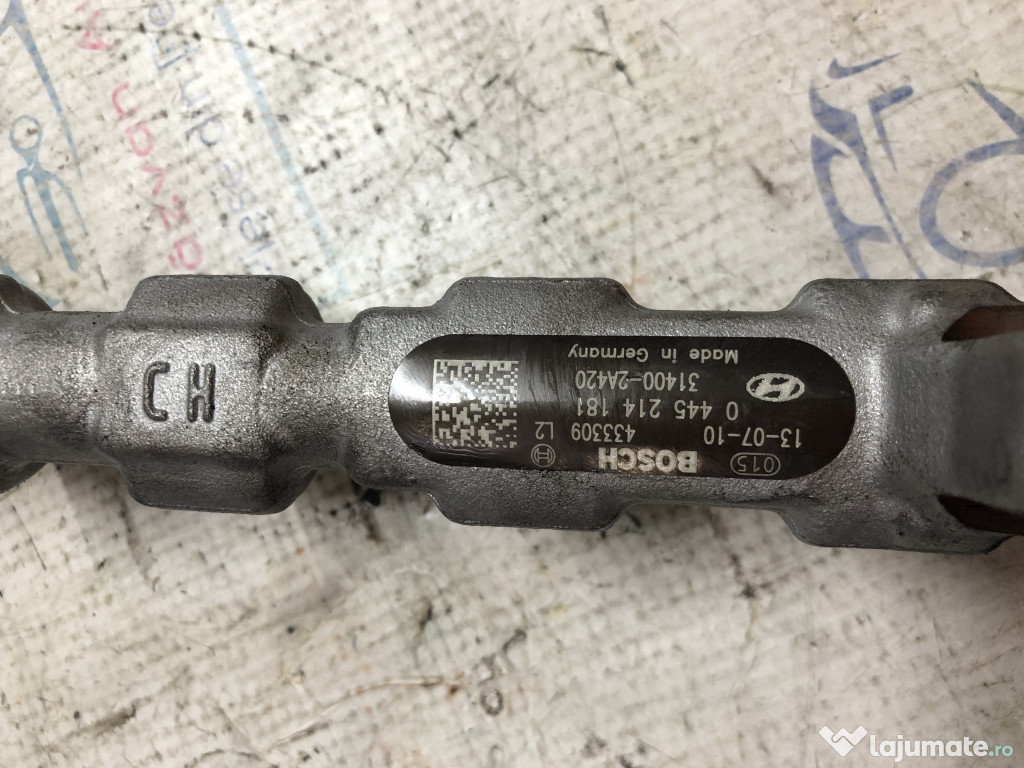 015 BOSCH
13-07-10 433309 L2
0 445 214 181
31400-2A420
Made in Germany
CH
lajumate.ro